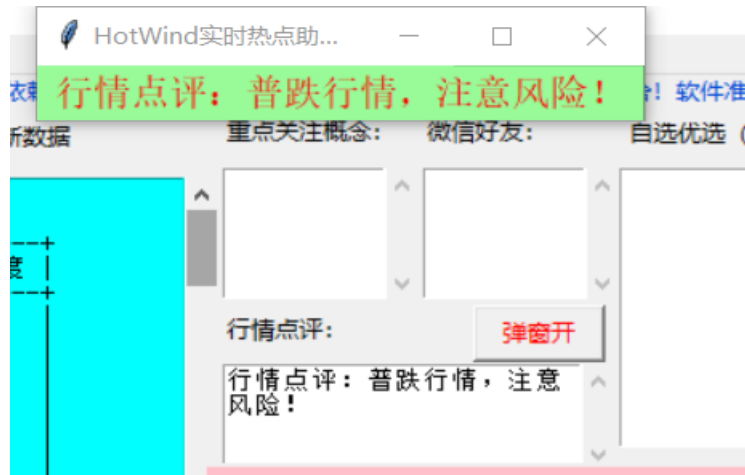 HotWind实时热点助...
行情点评：普跌行情，注意风险！
依
！软件准
新数据
重点关注概念：
微信好友：
自选优选（
度
行情点评：
弹窗开
行情点评：普跌行情，注意
风险！